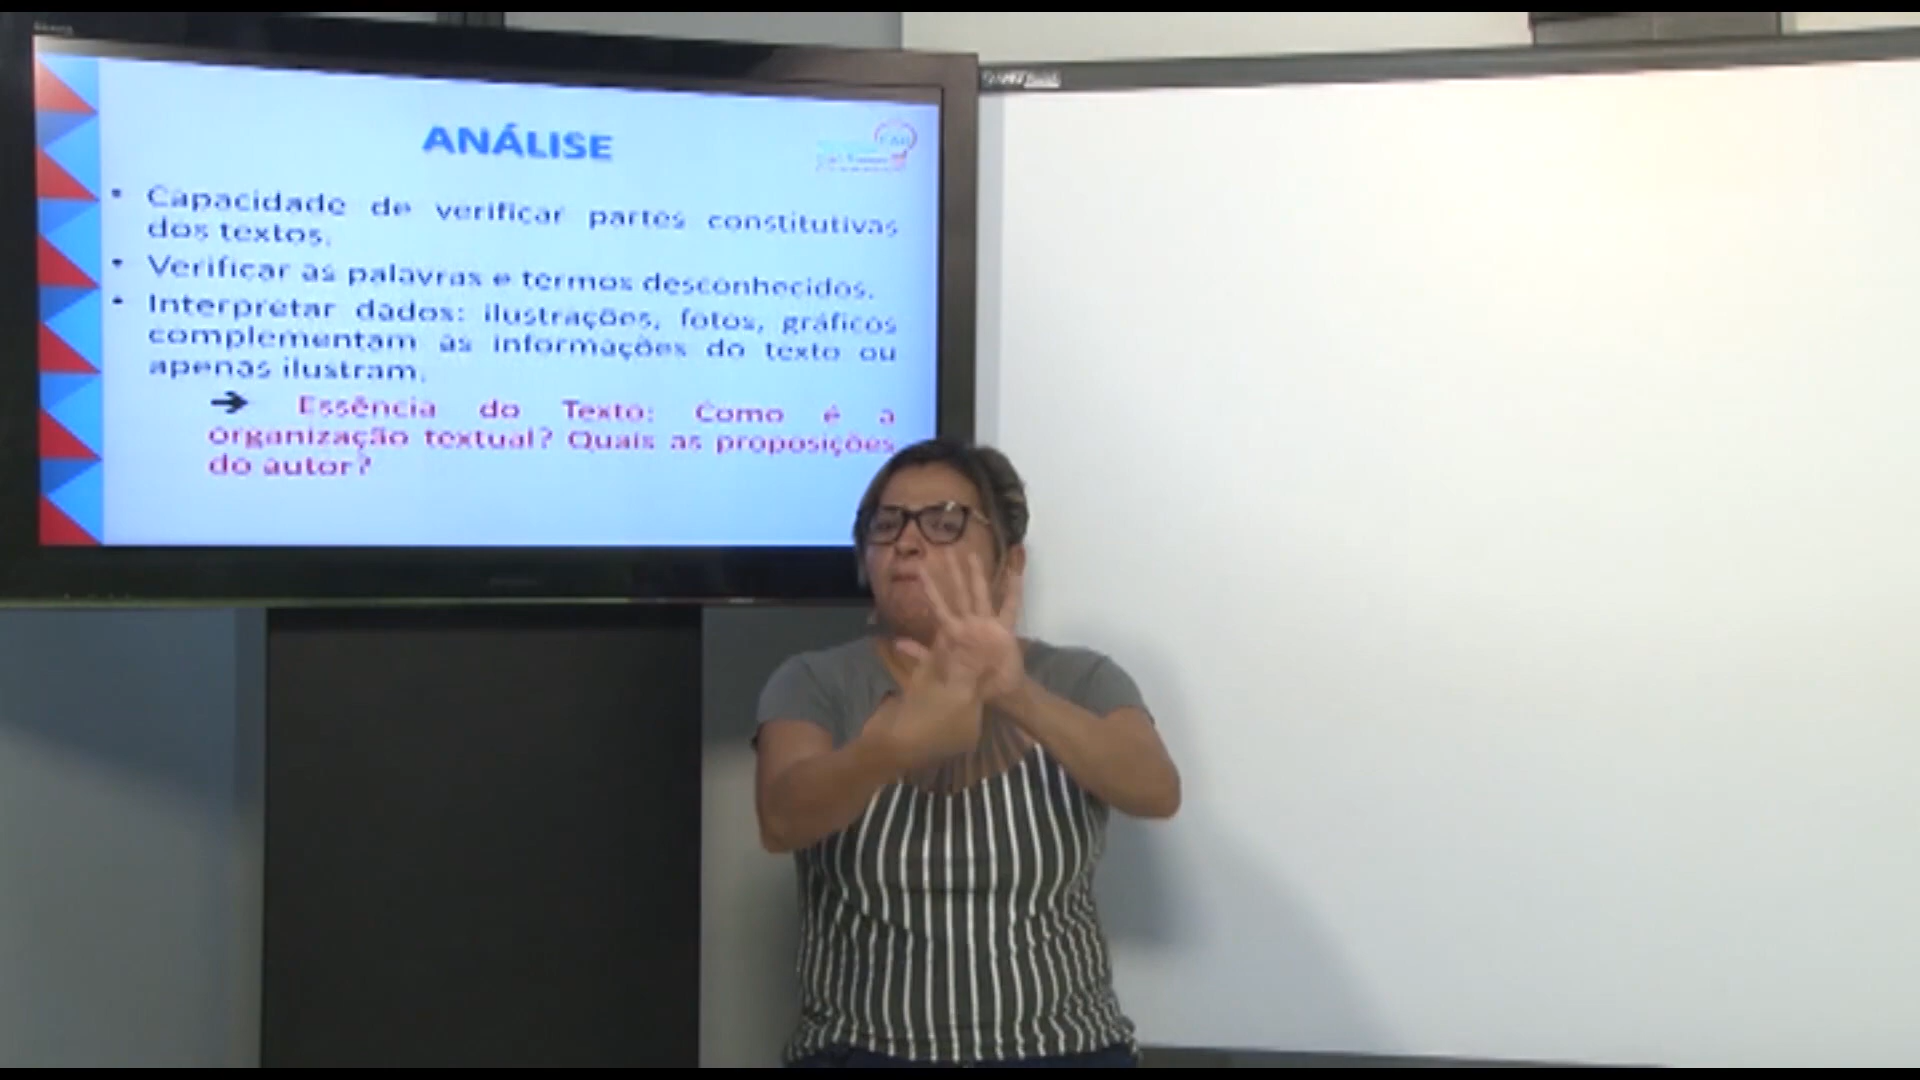 ANÁLISE
• Capacidade de verificar partes constitutivas
dos textos.
• Verificar as palavras e termos desconhecidos.
• Interpretar dados: ilustrações, fotos, gráficos
complementam as informações do texto ou
apenas ilustram.
➔ Essência do Texto: Como é a
organização textual? Quais as proposições
do autor?